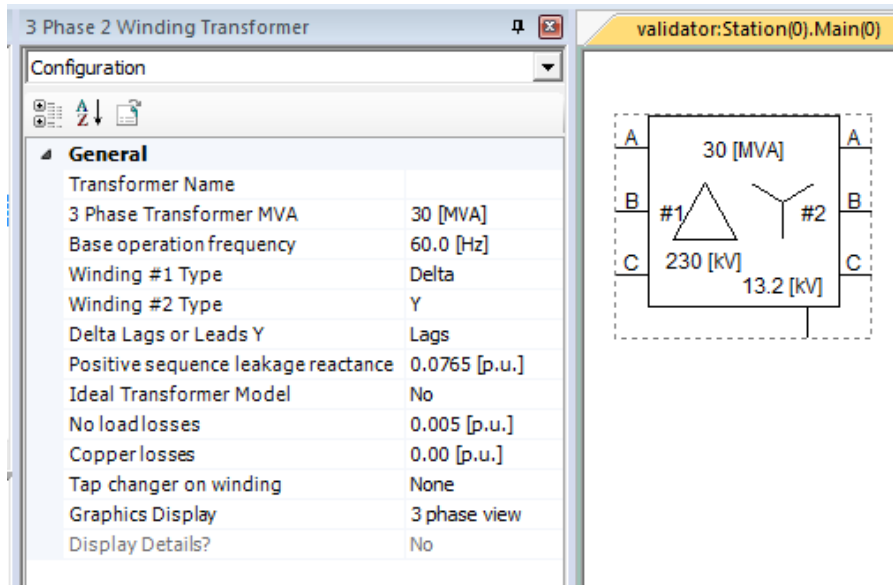 3 Phase 2 Winding Transformer
Configuration
A
Z
General
Transformer Name
3 Phase Transformer MVA 30 [MVA]
Base operation frequency 60.0 [Hz]
Winding #1 Type Delta
Winding #2 Type Y
Delta Lags or Leads Y Lags
Positive sequence leakage reactance 0.0765 [p.u.]
Ideal Transformer Model No
No load losses 0.005 [p.u.]
Copper losses 0.00 [p.u.]
Tap changer on winding None
Graphics Display 3 phase view
Display Details? No
validator:Station(0).Main(0)
A 30 [MVA] A
B #1 #2 B
C 230 [kV] C
13.2 [kV]